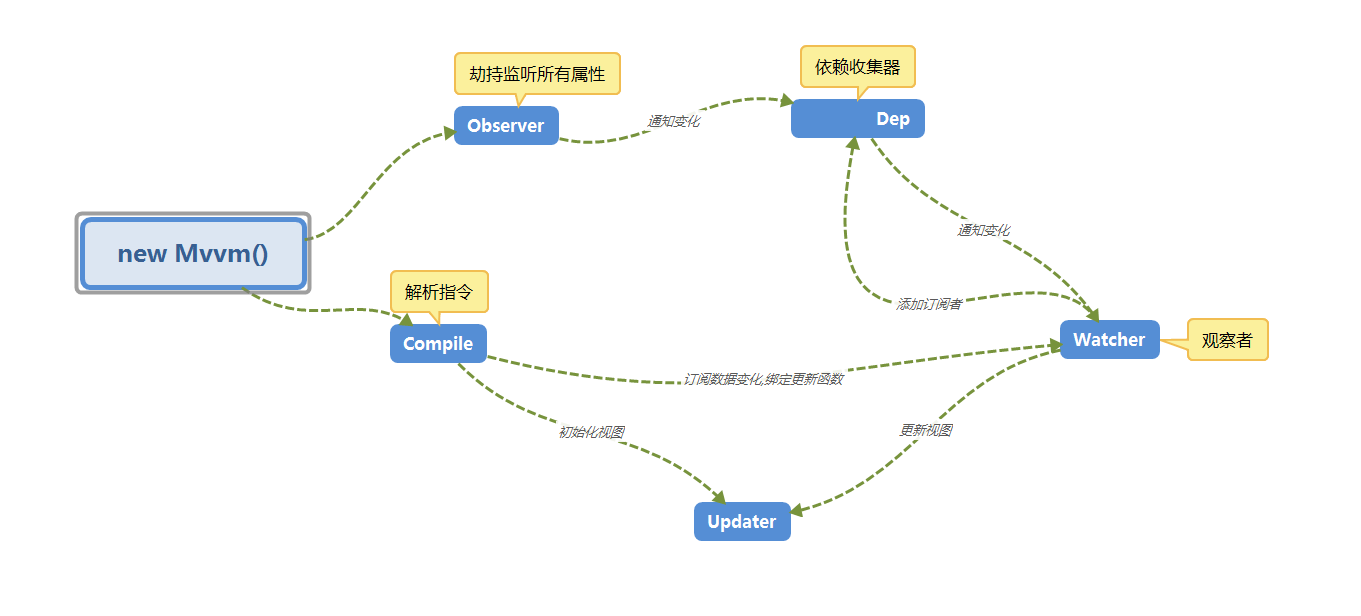 劫持监听所有属性
依赖收集器
Observer
通知变化
Dep
new Mvvm()
通知变化
解析指令
添加订阅者
Compile
Watcher
观察者
订阅数据变化,绑定更新函数
初始化视图
更新视图
Updater